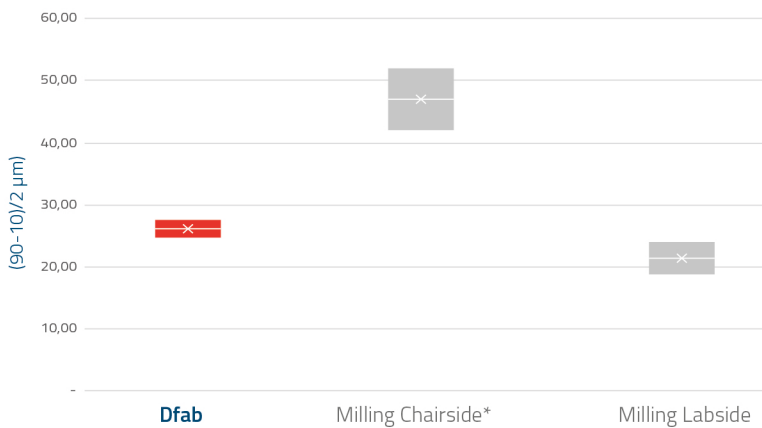 60,00
50,00
40,00
30,00
20,00
10,00
-
(90-10)/2 µm)
Dfab
Milling Chairside*
Milling Labside